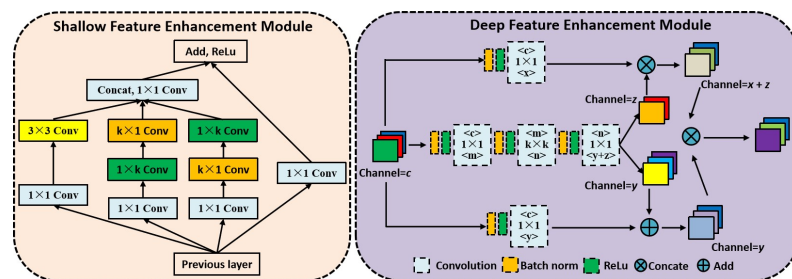 Shallow Feature Enhancement Module
Add, ReLu
Concat, 1×1 Conv
3×3 Conv
k×1 Conv
1×k Conv
1×k Conv
k×1 Conv
1×1 Conv
1×1 Conv
1×1 Conv
1×1 Conv
Previous layer
Deep Feature Enhancement Module
<c>
1×1
<x>
Channel=x + z
Channel=z
<c>
1×1
<m>
<m>
k×k
<n>
<n>
1×1
<y+z>
Channel=c
Channel=y
<c>
1×1
<y>
Channel=y
Convolution
Batch norm
ReLu
Concate
Add